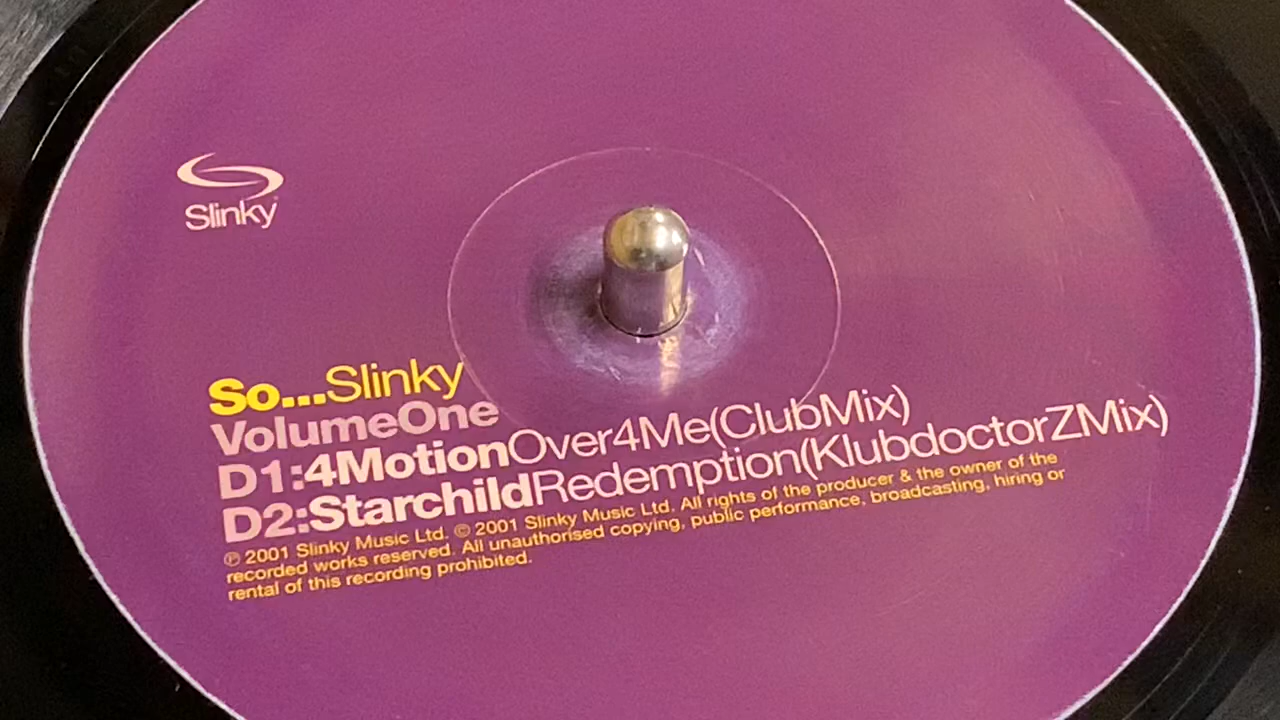 Slinky
So...Slinky
VolumeOne
D1:4MotionOver4Me(ClubMix)
D2:StarchildRedemption(KlubdoctorZMix)
℗ 2001 Slinky Music Ltd. © 2001 Slinky Music Ltd. All rights of the producer & the owner of the
recorded works reserved. All unauthorised copying, public performance, broadcasting, hiring or
rental of this recording prohibited.